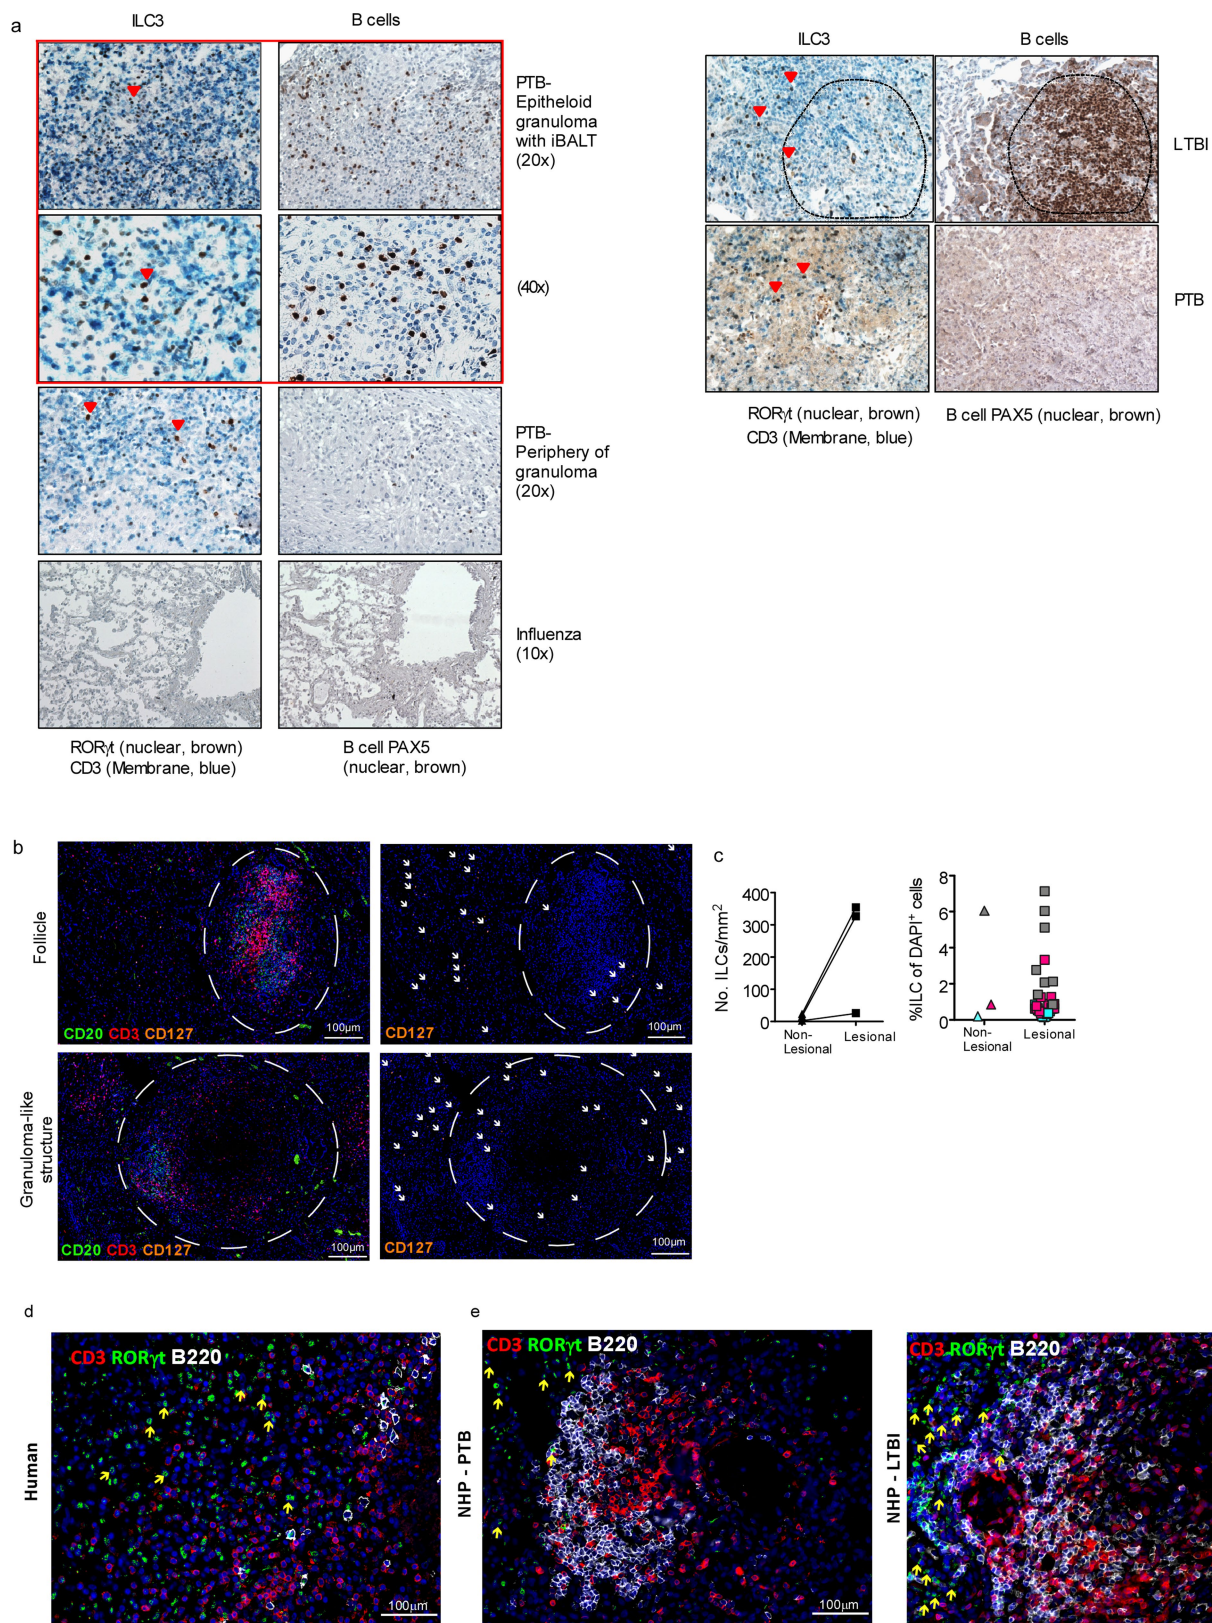 a
ILC3
B cells
PTB-
Epitheloid
granuloma
with iBALT
(20x)
(40x)
PTB-
Periphery of
granuloma
(20x)
Influenza
(10x)
RORγt (nuclear, brown)
CD3 (Membrane, blue)
B cell PAX5
(nuclear, brown)
ILC3
B cells
LTBI
PTB
RORγt (nuclear, brown)
CD3 (Membrane, blue)
B cell PAX5 (nuclear, brown)
b
Follicle
CD20 CD3 CD127
100μm
CD127
100μm
Granuloma-like
structure
CD20 CD3 CD127
100μm
CD127
100μm
c
No. ILCs/mm²
400
300
200
100
0
Non-
Lesional
Lesional
%ILC of DAPI⁺ cells
8
6
4
2
0
Non-
Lesional
Lesional
d
Human
CD3 RORγt B220
100μm
e
NHP - PTB
CD3 RORγt B220
100μm
NHP - LTBI
CD3 RORγt B220
100μm